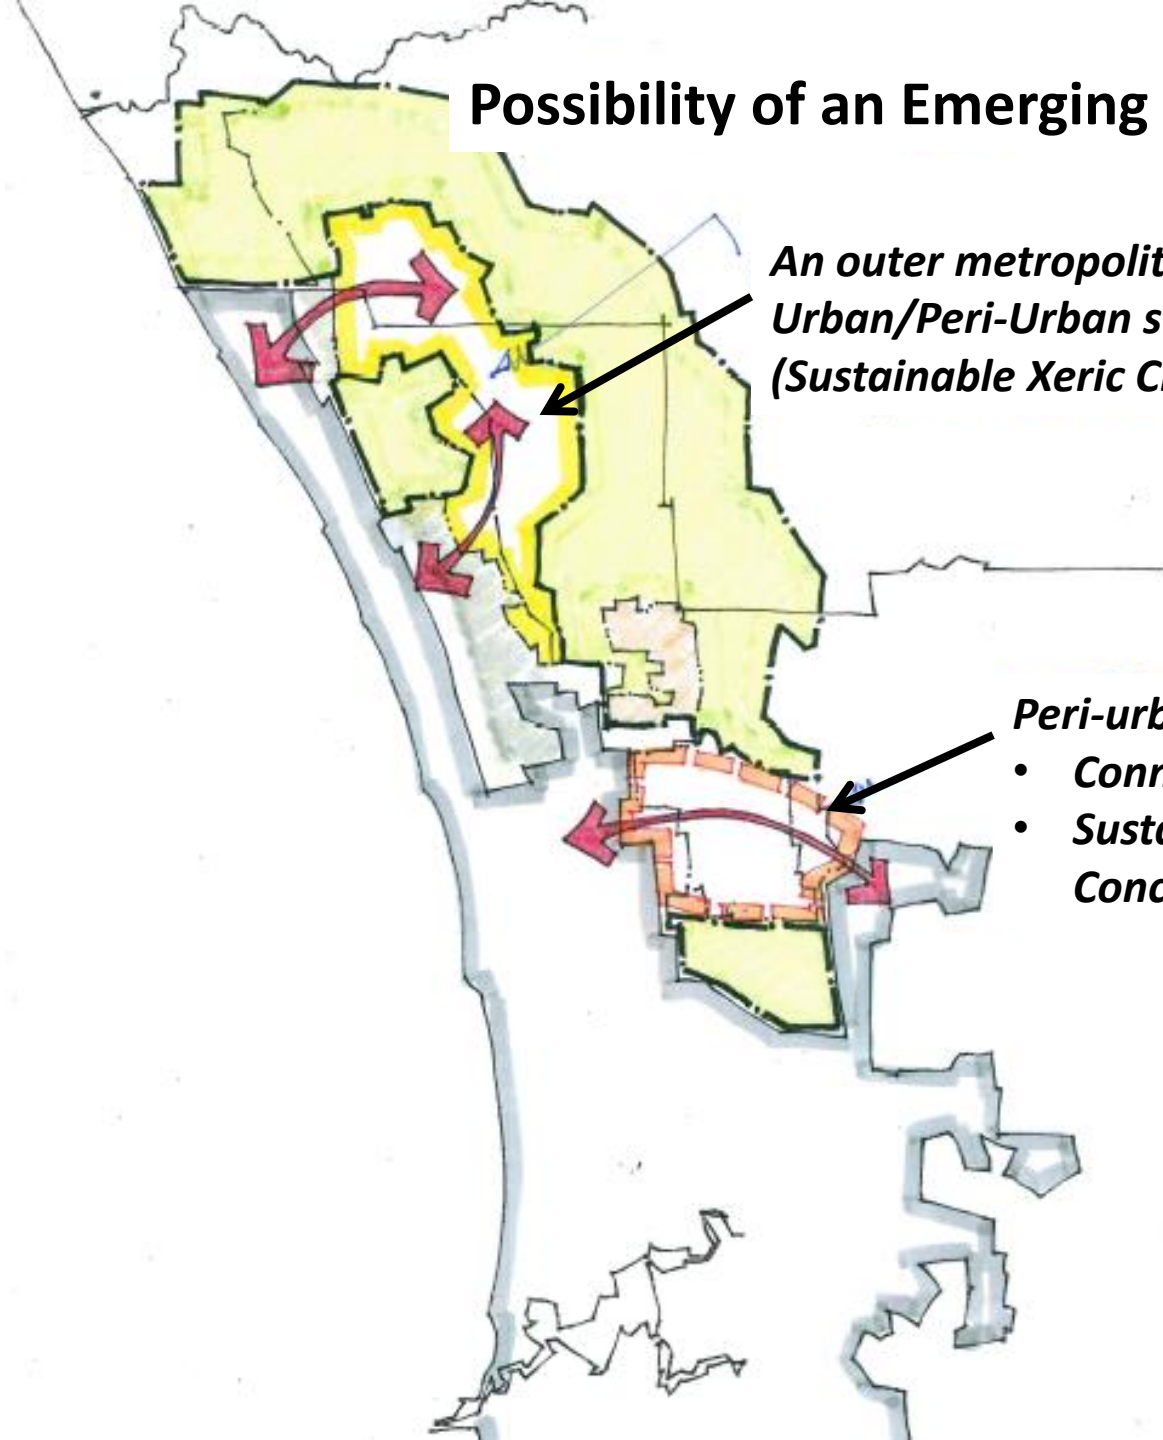 Possibility of an Emerging
An outer metropolit
Urban/Peri-Urban s
(Sustainable Xeric C
Peri-urb
• Conn
• Susta
Conc